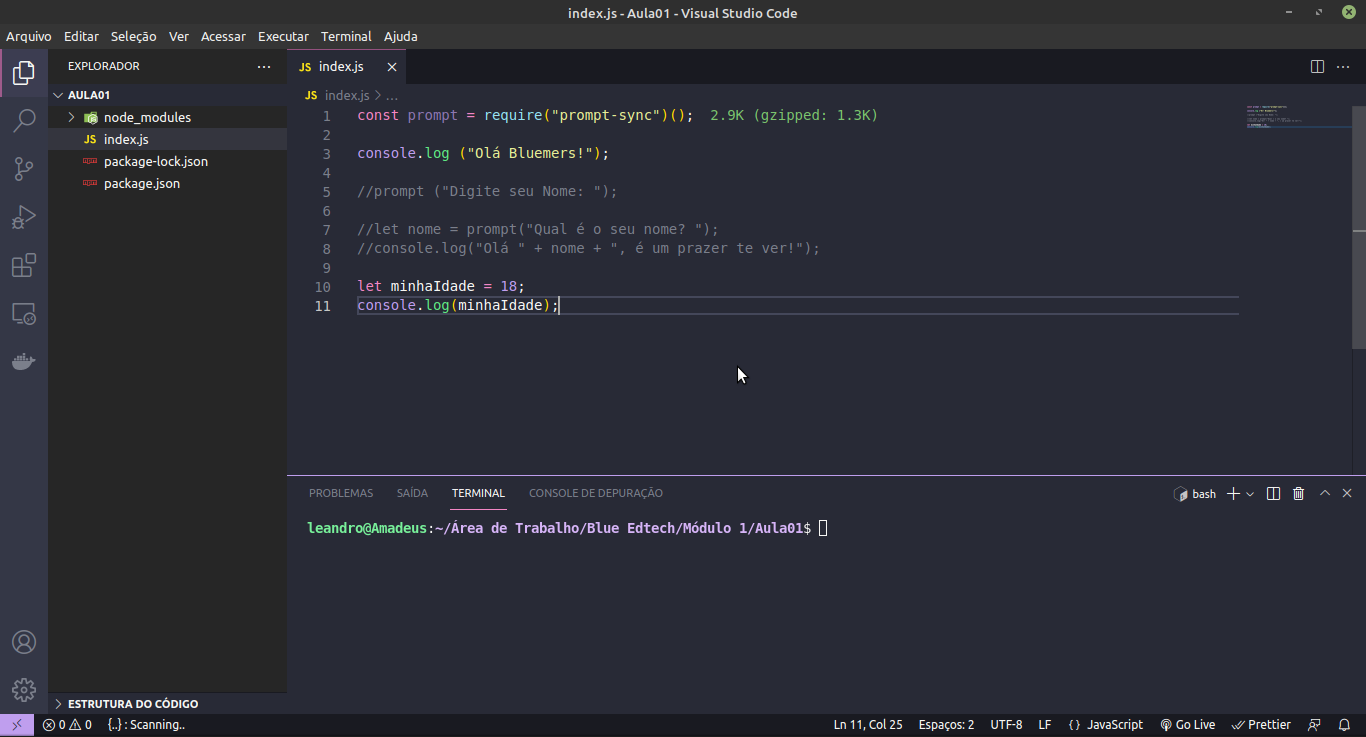 index.js - Aula01 - Visual Studio Code
Arquivo Editar Seleção Ver Acessar Executar Terminal Ajuda
EXPLORADOR
AULA01
node_modules
JS index.js
package-lock.json
package.json
JS index.js
JS index.js > ...
1 const prompt = require("prompt-sync")(); 2.9K (gzipped: 1.3K)
2
3 console.log ("Olá Bluemers!");
4
5 //prompt ("Digite seu Nome: ");
6
7 //let nome = prompt("Qual é o seu nome? ");
8 //console.log("Olá " + nome + ", é um prazer te ver!");
9
10 let minhaIdade = 18;
11 console.log(minhaIdade);
PROBLEMAS SAÍDA TERMINAL CONSOLE DE DEPURAÇÃO bash
leandro@Amadeus:~/Área de Trabalho/Blue Edtech/Módulo 1/Aula01$
ESTRUTURA DO CÓDIGO
0 0 {..} : Scanning.. Ln 11, Col 25 Espaços: 2 UTF-8 LF {} JavaScript Go Live Prettier